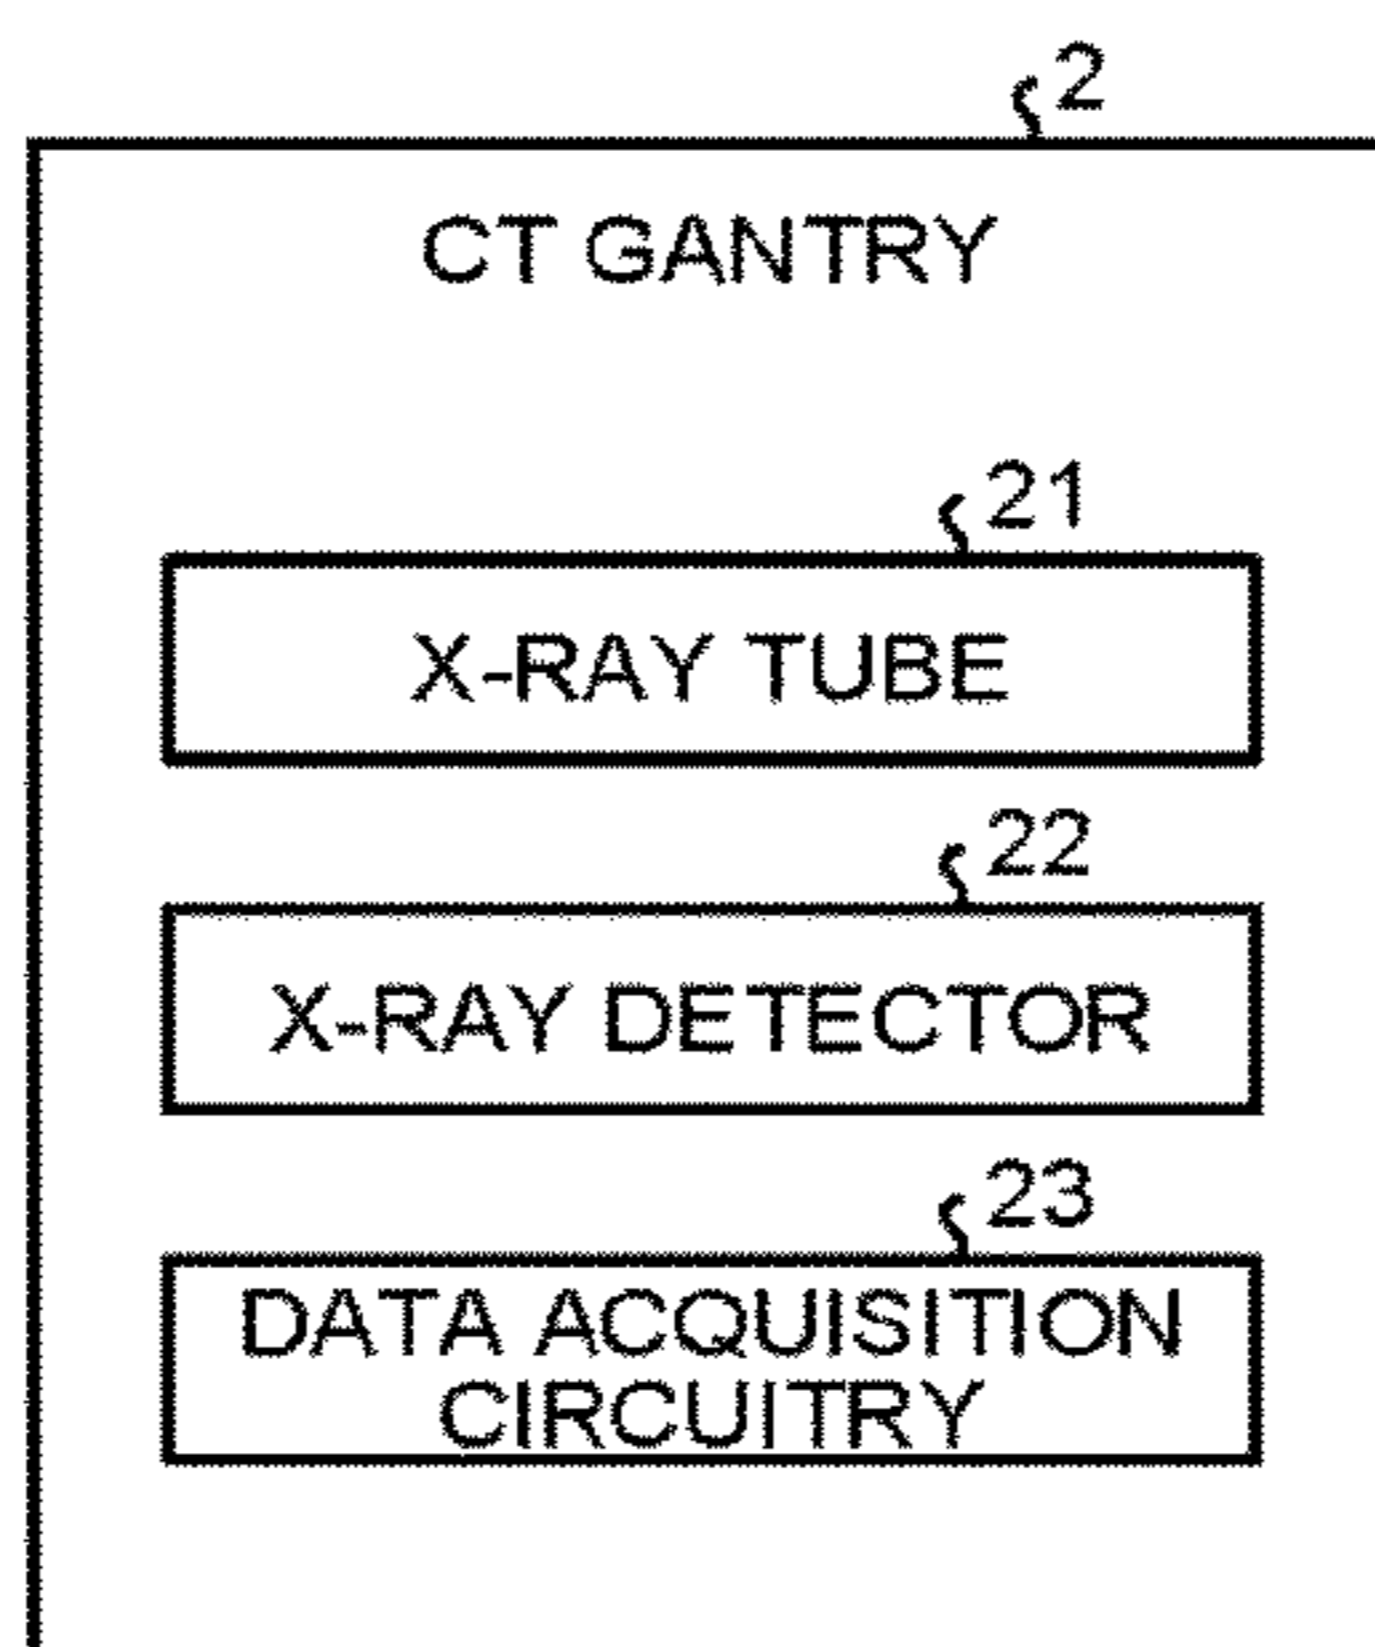 2
CT GANTRY
21
X-RAY TUBE
22
X-RAY DETECTOR
23
DATA ACQUISITION
CIRCUITRY